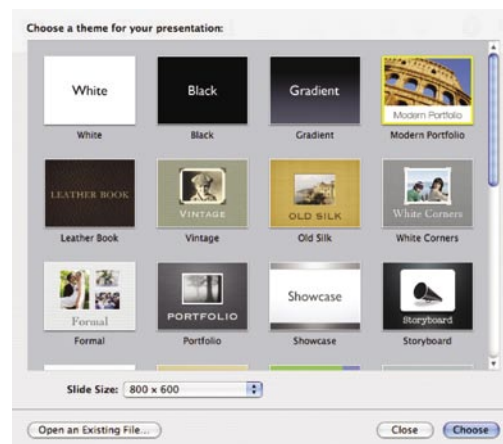 Choose a theme for your presentation:
White
Black
Gradient
Modern Portfolio
White
Black
Gradient
Modern Portfolio
LEATHER BOOK
VINTAGE
OLD SILK
White Corners
Leather Book
Vintage
Old Silk
White Corners
Formal
PORTFOLIO
Showcase
Storyboard
Formal
Portfolio
Showcase
Storyboard
Slide Size: 800 x 600
Open an Existing File...
Close
Choose